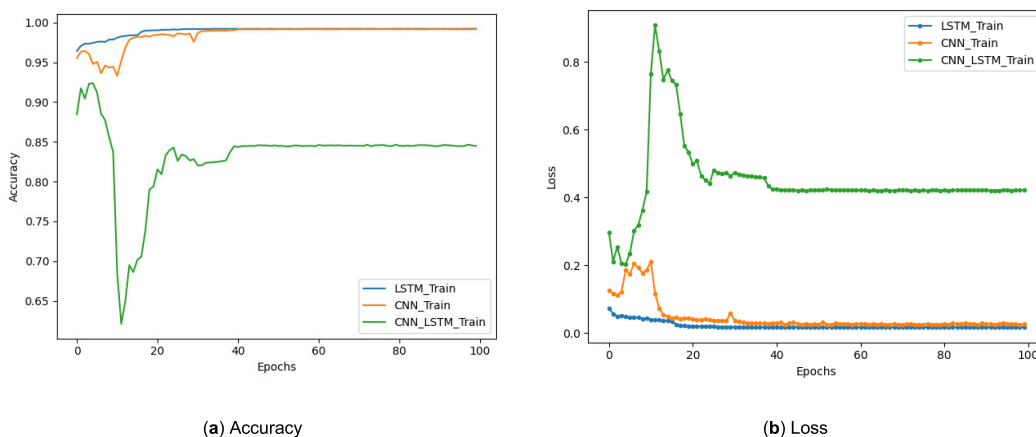 1.00
0.95
0.90
0.85
0.80
0.75
0.70
0.65
Accuracy
0
20
40
60
80
100
Epochs
LSTM_Train
CNN_Train
CNN_LSTM_Train
(a) Accuracy
0.8
0.6
0.4
0.2
0.0
Loss
0
20
40
60
80
100
Epochs
LSTM_Train
CNN_Train
CNN_LSTM_Train
(b) Loss